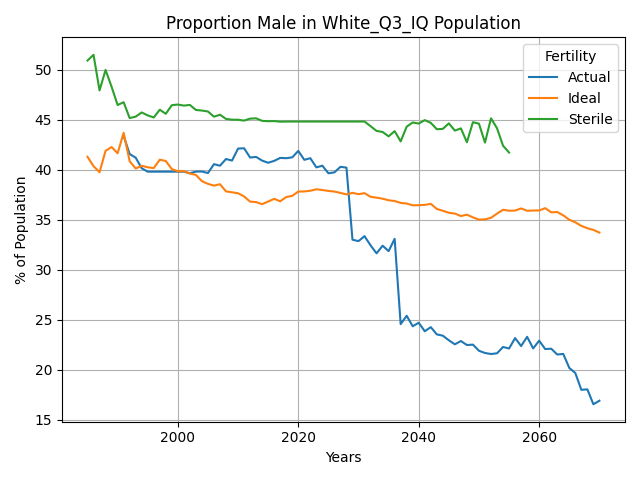 Proportion Male in White_Q3_IQ Population
Fertility
Actual
Ideal
Sterile
% of Population
50
45
40
35
30
25
20
15
2000
2020
2040
2060
Years